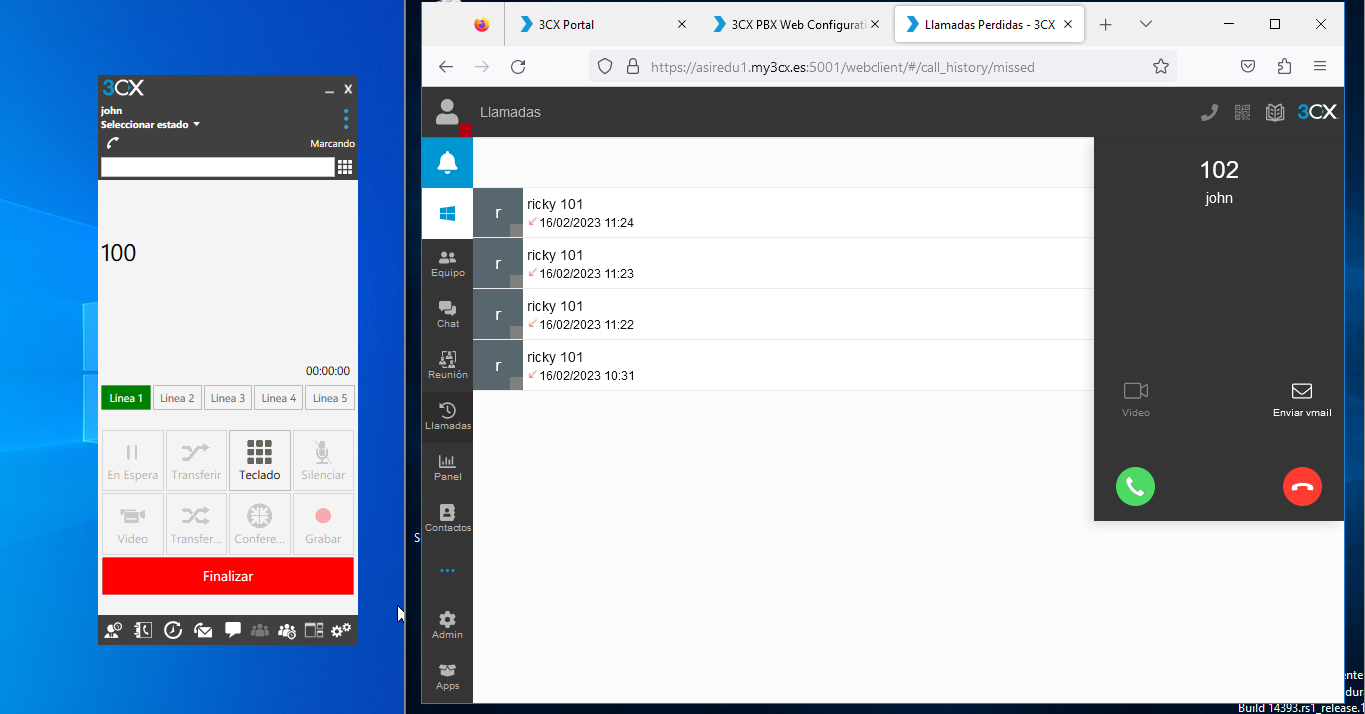 3CX
john
Seleccionar estado
Marcando
100
00:00:00
Línea 1
Línea 2
Línea 3
Línea 4
Línea 5
En Espera
Transferir
Teclado
Silenciar
Video
Transfer...
Confere...
Grabar
Finalizar
3CX Portal
3CX PBX Web Configurati
Llamadas Perdidas - 3CX
https://asiredu1.my3cx.es:5001/webclient/#/call_history/missed
Llamadas
3CX
Equipo
Chat
Reunión
Llamadas
Panel
Contactos
Admin
Apps
r
ricky 101
16/02/2023 11:24
r
ricky 101
16/02/2023 11:23
r
ricky 101
16/02/2023 11:22
r
ricky 101
16/02/2023 10:31
102
john
Video
Enviar vmail
S
ente
dura
Build 14393.rs1_release.1